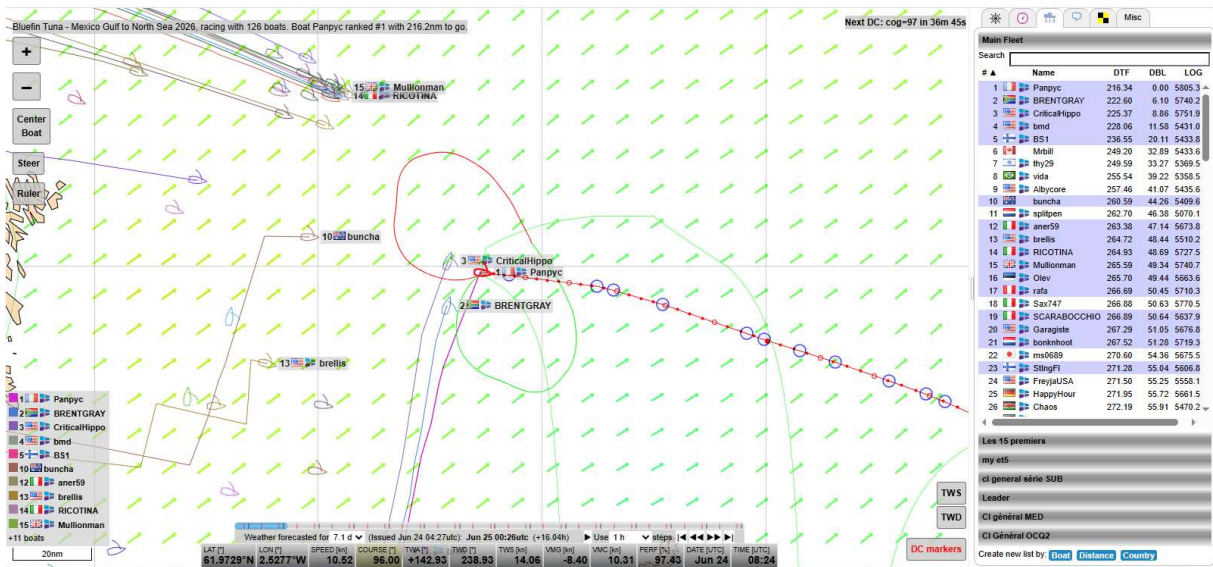 Bluefin Tuna - Mexico Gulf to North Sea 2026, racing with 126 boats. Boat Panpyc ranked #1 with 216.2nm to go.
Next DC: cog=97 in 36m 45s
+
−
Center Boat
Steer
Ruler
15 Mullionman
14 RICOTINA
10 buncha
3 CriticalHippo
1 Panpyc
2 BRENTGRAY
13 brellis
1 Panpyc
2 BRENTGRAY
3 CriticalHippo
4 bmd
5 BS1
10 buncha
12 aner59
13 brellis
14 RICOTINA
15 Mullionman
+11 boats
20nm
TWS
TWD
DC markers
Weather forecasted for 7.1 d (Issued Jun 24 04:27utc): Jun 25 00:26utc (+16.04h) ▶ Use 1 h steps |◀ ◀◀ ▶▶ ▶|
LAT [°] LON [°] SPEED [kn] COURSE [°] TWA [°] TWD [°] TWS [kn] VMG [kn] VMC [kn] PERF [%] DATE [UTC] TIME [UTC]
61.9729°N 2.5277°W 10.52 96.00 +142.93 238.93 14.06 -8.40 10.31 97.43 Jun 24 08:24
Misc
Main Fleet
Search
# ▲ Name DTF DBL LOG
1 Panpyc 216.34 0.00 5805.3
2 BRENTGRAY 222.60 6.10 5740.2
3 CriticalHippo 225.37 8.86 5751.9
4 bmd 228.06 11.58 5431.0
5 BS1 236.55 20.11 5433.8
6 Mrbill 249.20 32.89 5433.6
7 thy29 249.59 33.27 5369.5
8 vida 255.54 39.22 5358.5
9 Albycore 257.46 41.07 5435.6
10 buncha 260.59 44.26 5409.6
11 splitpen 262.70 46.38 5070.1
12 aner59 263.38 47.14 5673.8
13 brellis 264.72 48.44 5510.2
14 RICOTINA 264.93 48.69 5727.5
15 Mullionman 265.59 49.34 5740.7
16 Olev 265.70 49.44 5663.6
17 rafa 266.69 50.45 5710.3
18 Sax747 266.88 50.63 5770.5
19 SCARABOCCHIO 266.89 50.64 5637.9
20 Garagiste 267.29 51.05 5676.8
21 bonknhoot 267.52 51.28 5719.3
22 ms0689 270.60 54.36 5675.5
23 StIngFI 271.28 55.04 5606.8
24 FreyjaUSA 271.50 55.25 5558.1
25 HappyHour 271.95 55.72 5661.5
26 Chaos 272.19 55.91 5470.2
Les 15 premiers
my et5
cl general série SUB
Leader
Cl général MED
Cl Général OCQ2
Create new list by: Boat Distance Country